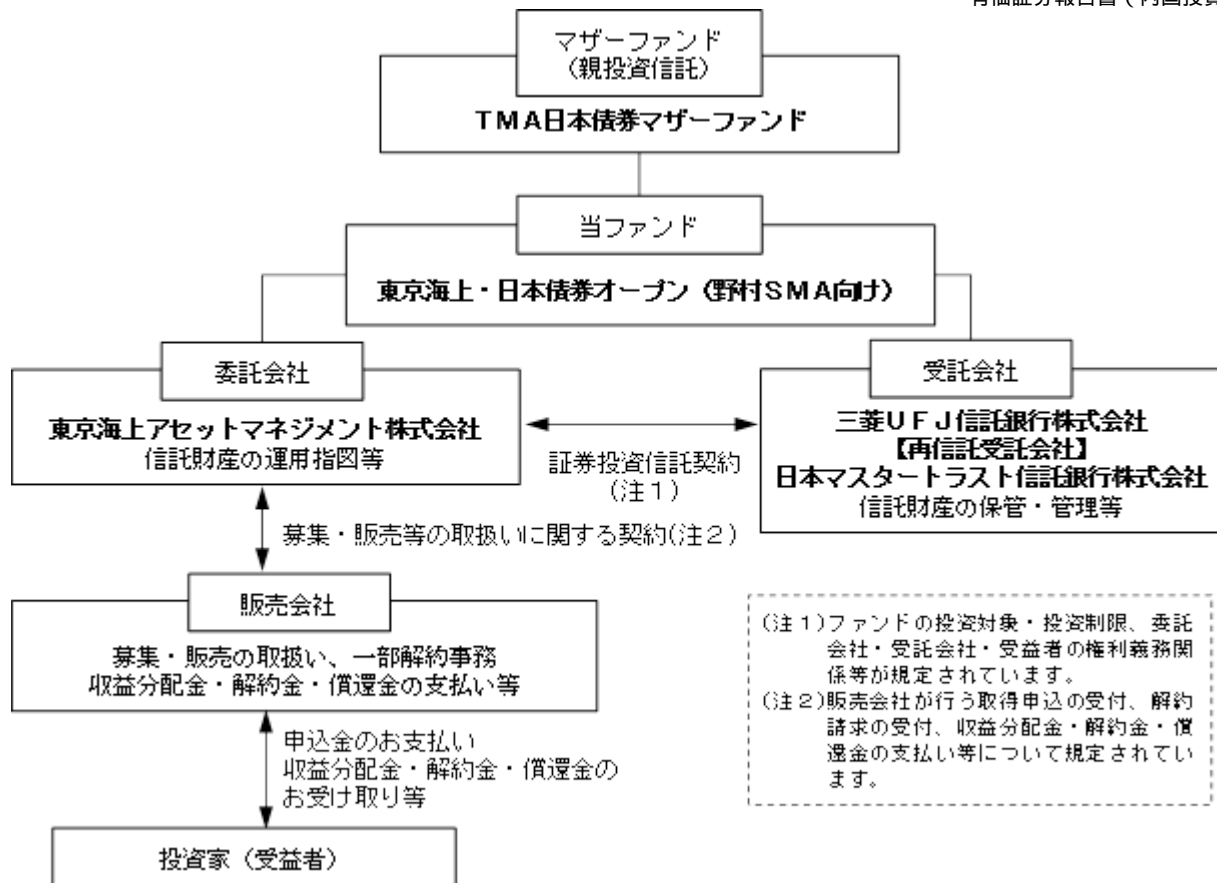 マザーファンド
(親投資信託)
TMA日本債券マザーファンド
当ファンド
東京海上・日本債券オープン（野村SMA向け）
委託会社
東京海上アセットマネジメント株式会社
信託財産の運用指図等
証券投資信託契約
(注１)
受託会社
三菱ＵＦＪ信託銀行株式会社
【再信託受託会社】
日本マスタートラスト信託銀行株式会社
信託財産の保管・管理等
募集・販売等の取扱いに関する契約(注２)
販売会社
募集・販売の取扱い、一部解約事務
収益分配金・解約金・償還金の支払い等
申込金のお支払い
収益分配金・解約金・償還金の
お受け取り等
投資家（受益者）
(注１)ファンドの投資対象・投資制限、委託
会社・受託会社・受益者の権利義務関
係等が規定されています。
(注２)販売会社が行う取得申込の受付、解約
請求の受付、収益分配金・解約金・償
還金の支払い等について規定されてい
ます。